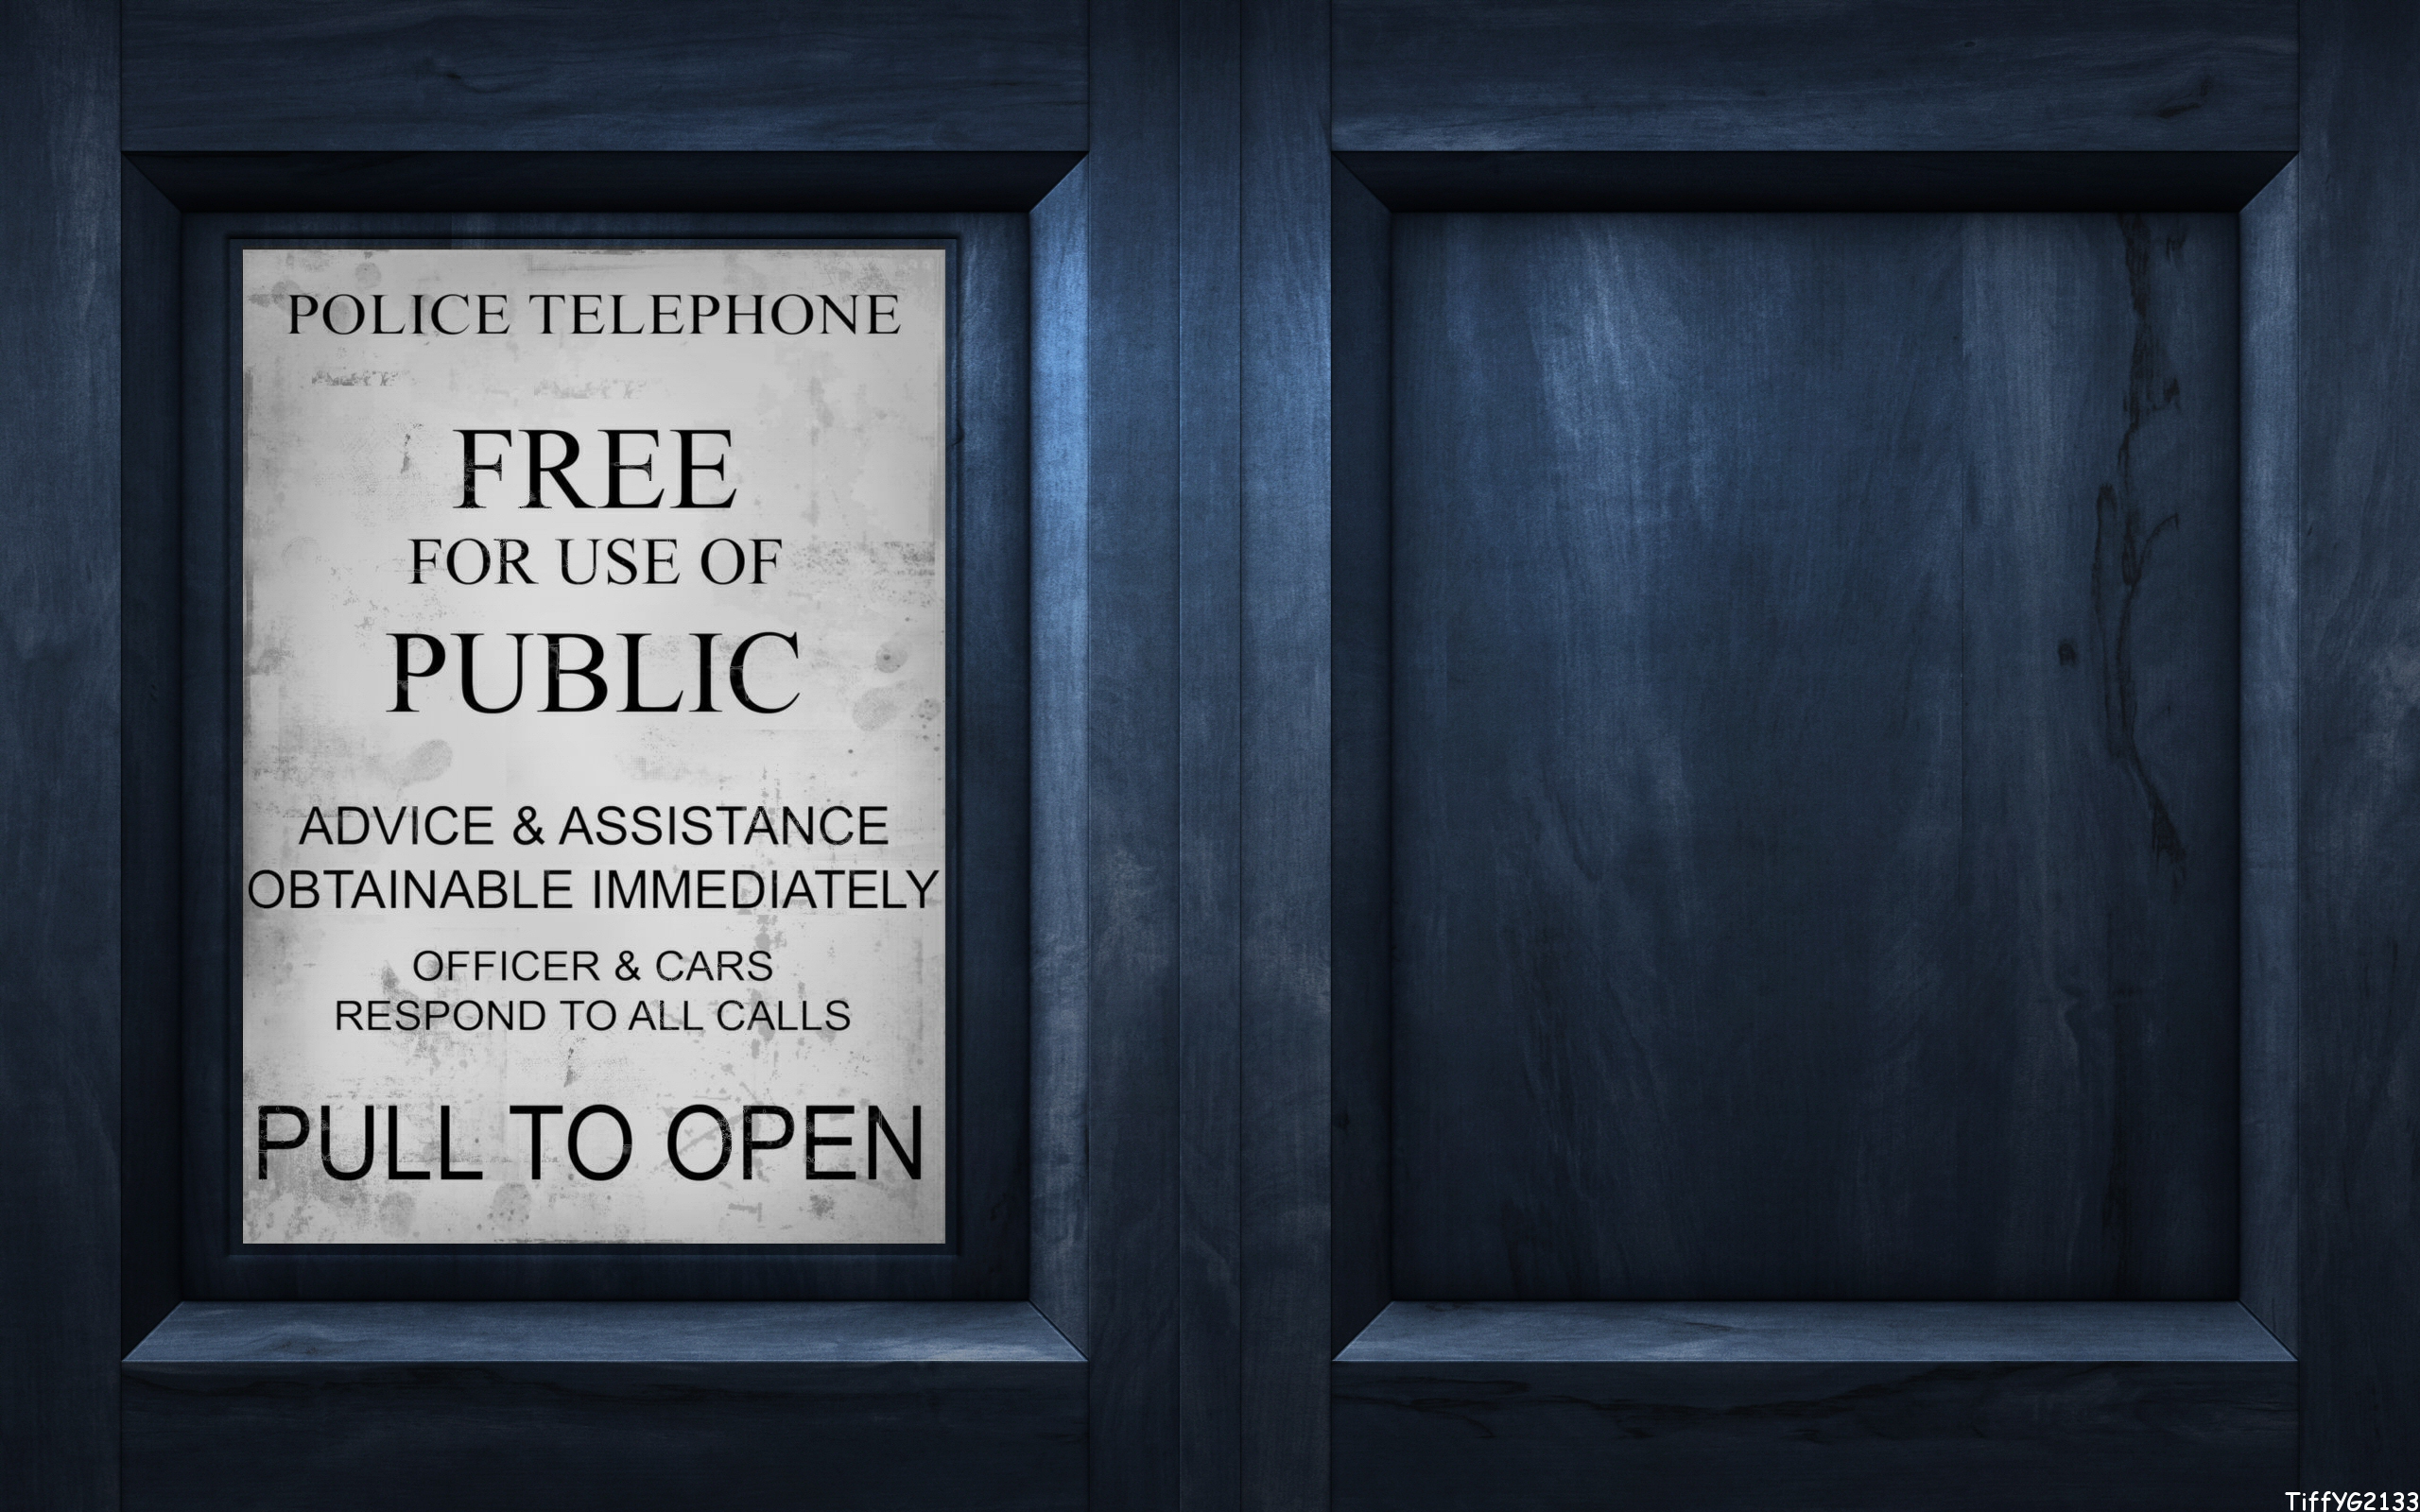 POLICE TELEPHONE
FREE
FOR USE OF
PUBLIC
ADVICE & ASSISTANCE
OBTAINABLE IMMEDIATELY
OFFICER & CARS
RESPOND TO ALL CALLS
PULL TO OPEN
TiffYG2133